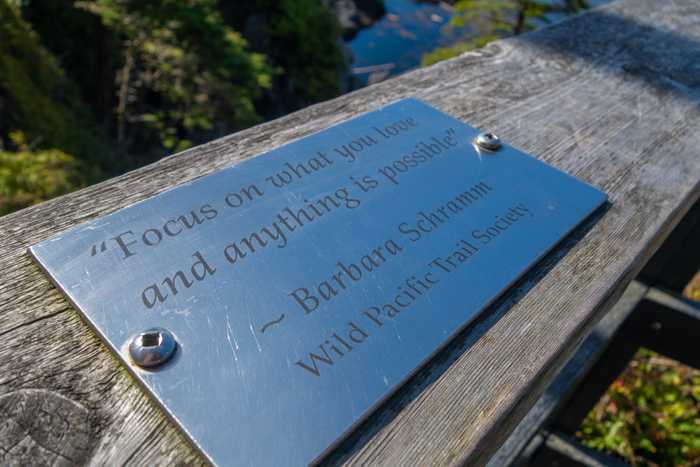 “Focus on what you love
and anything is possible”
~ Barbara Schramm
Wild Pacific Trail Society